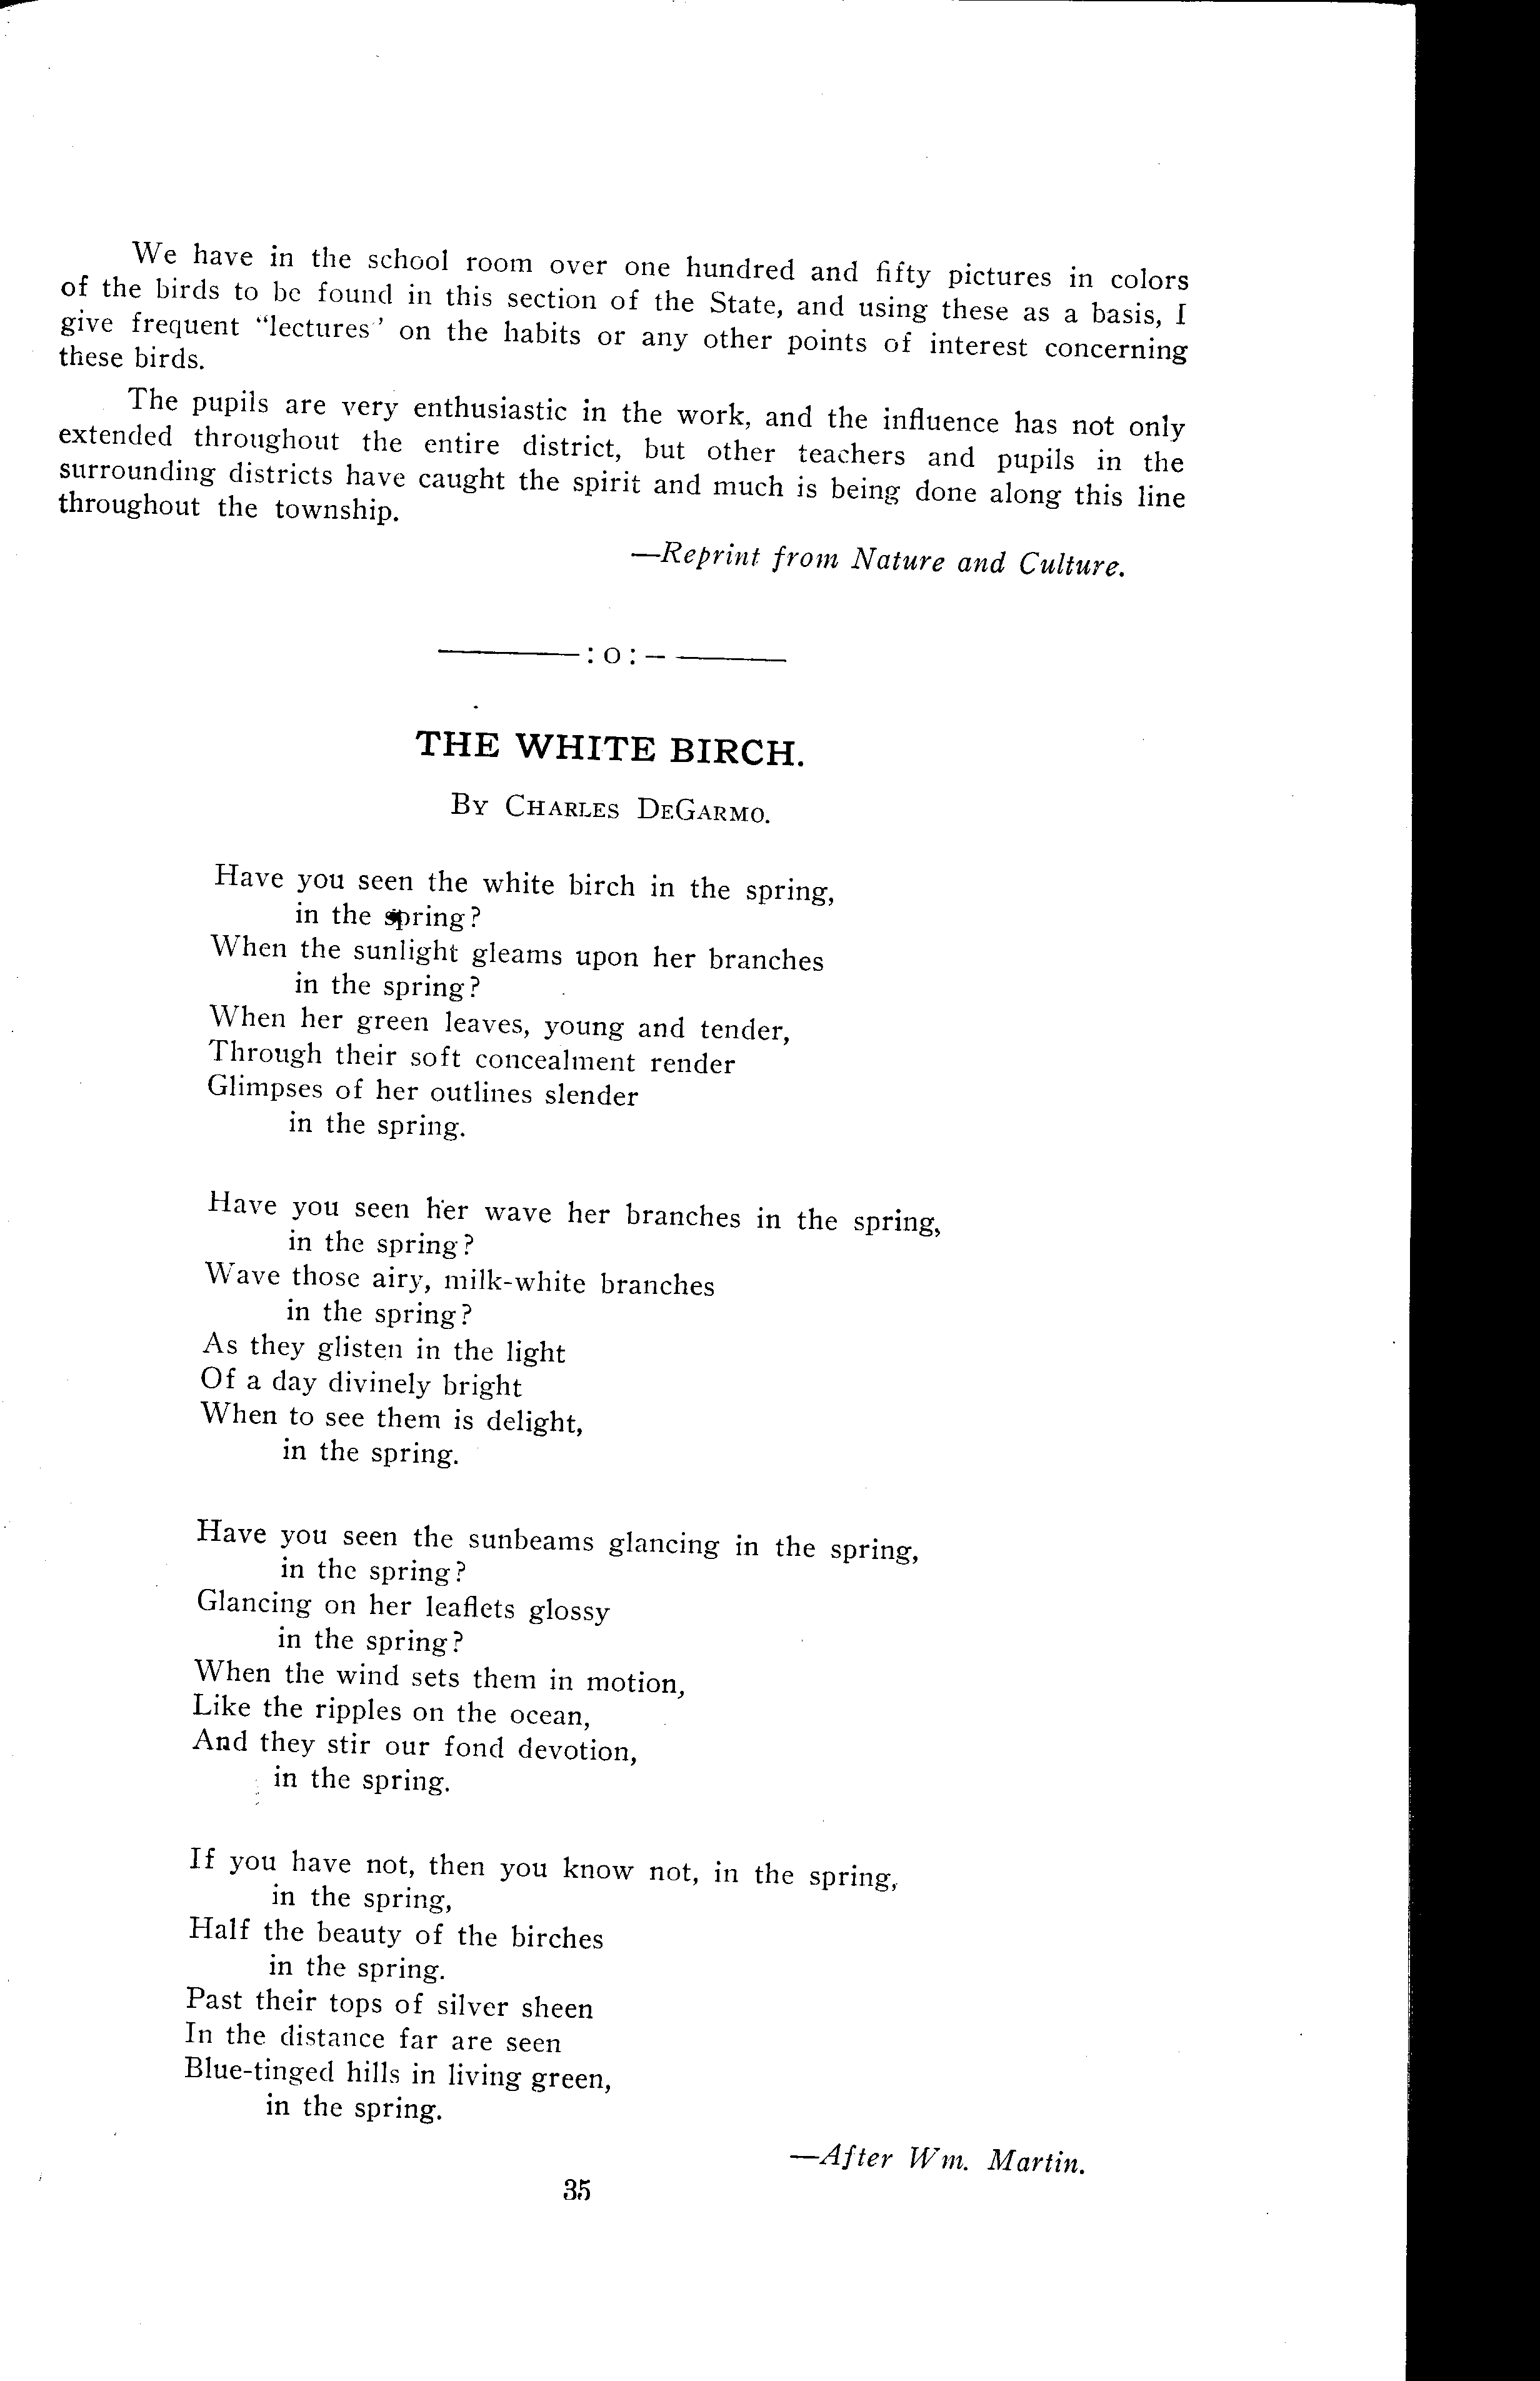 We have in the school room over one hundred and fifty pictures in colors
of the birds to be found in this section of the State, and using these as a basis, I
give frequent "lectures' on the habits or any other points of interest concerning
these birds.
The pupils are very enthusiastic in the work, and the influence has not only
extended throughout the entire district, but other teachers and pupils in the
surrounding districts have caught the spirit and much is being done along this line
throughout the township.
—Reprint from Nature and Culture.
———:o:———
THE WHITE BIRCH.
BY CHARLES DEGARMO.
Have you seen the white birch in the spring,
in the spring?
When the sunlight gleams upon her branches
in the spring?
When her green leaves, young and tender,
Through their soft concealment render
Glimpses of her outlines slender
in the spring.
Have you seen her wave her branches in the spring,
in the spring?
Wave those airy, milk-white branches
in the spring?
As they glisten in the light
Of a day divinely bright
When to see them is delight,
in the spring.
Have you seen the sunbeams glancing in the spring,
in the spring?
Glancing on her leaflets glossy
in the spring?
When the wind sets them in motion,
Like the ripples on the ocean,
And they stir our fond devotion,
in the spring.
If you have not, then you know not, in the spring,
in the spring,
Half the beauty of the birches
in the spring.
Past their tops of silver sheen
In the distance far are seen
Blue-tinged hills in living green,
in the spring.
—After Wm. Martin.
35